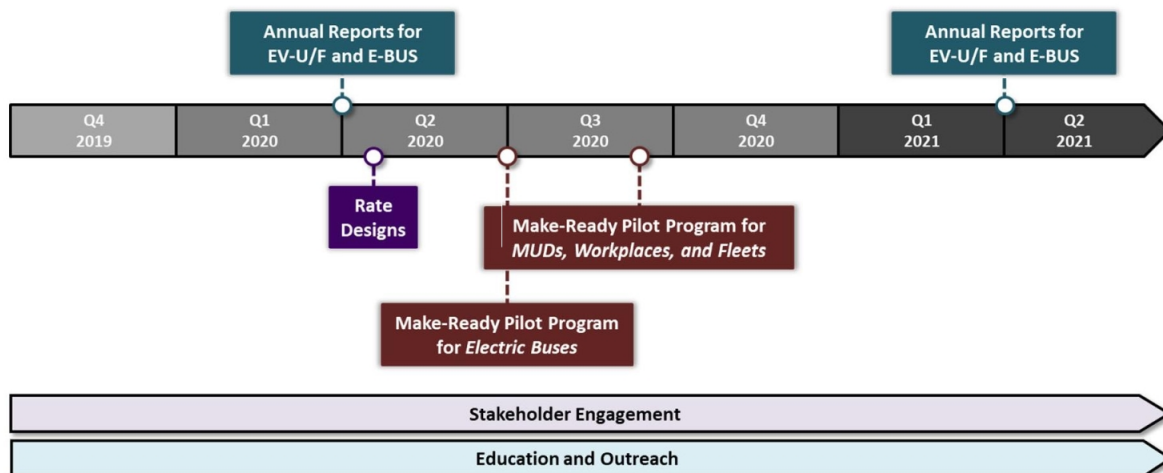 Annual Reports for
EV-U/F and E-BUS
Annual Reports for
EV-U/F and E-BUS
Q4
2019
Q1
2020
Q2
2020
Q3
2020
Q4
2020
Q1
2021
Q2
2021
Rate
Designs
Make-Ready Pilot Program for
MUDs, Workplaces, and Fleets
Make-Ready Pilot Program
for Electric Buses
Stakeholder Engagement
Education and Outreach